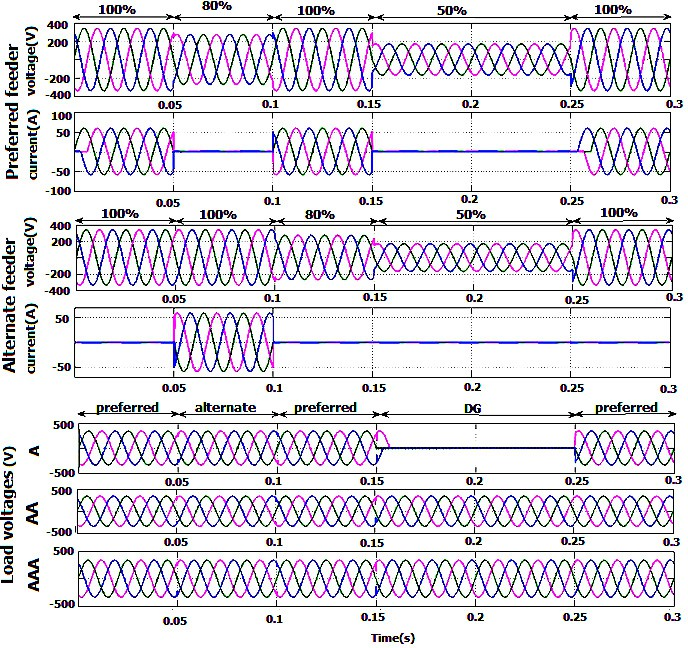 100% 80% 100% 50% 100%
Preferred feeder
voltage(V)
400
200
-200
-400
0.05 0.1 0.15 0.2 0.25 0.3
current(A)
100
50
-50
-100
0.05 0.1 0.15 0.2 0.25 0.3
100% 100% 80% 50% 100%
Alternate feeder
voltage(V)
400
200
-200
-400
0.05 0.1 0.15 0.2 0.25 0.3
current(A)
50
-50
0.05 0.1 0.15 0.2 0.25 0.3
preferred alternate preferred DG preferred
Load voltages (V)
A
500
-500
0.05 0.1 0.15 0.2 0.25 0.3
AA
500
-500
0.05 0.1 0.15 0.2 0.25 0.3
AAA
500
-500
0.05 0.1 0.15 0.2 0.25 0.3
Time(s)